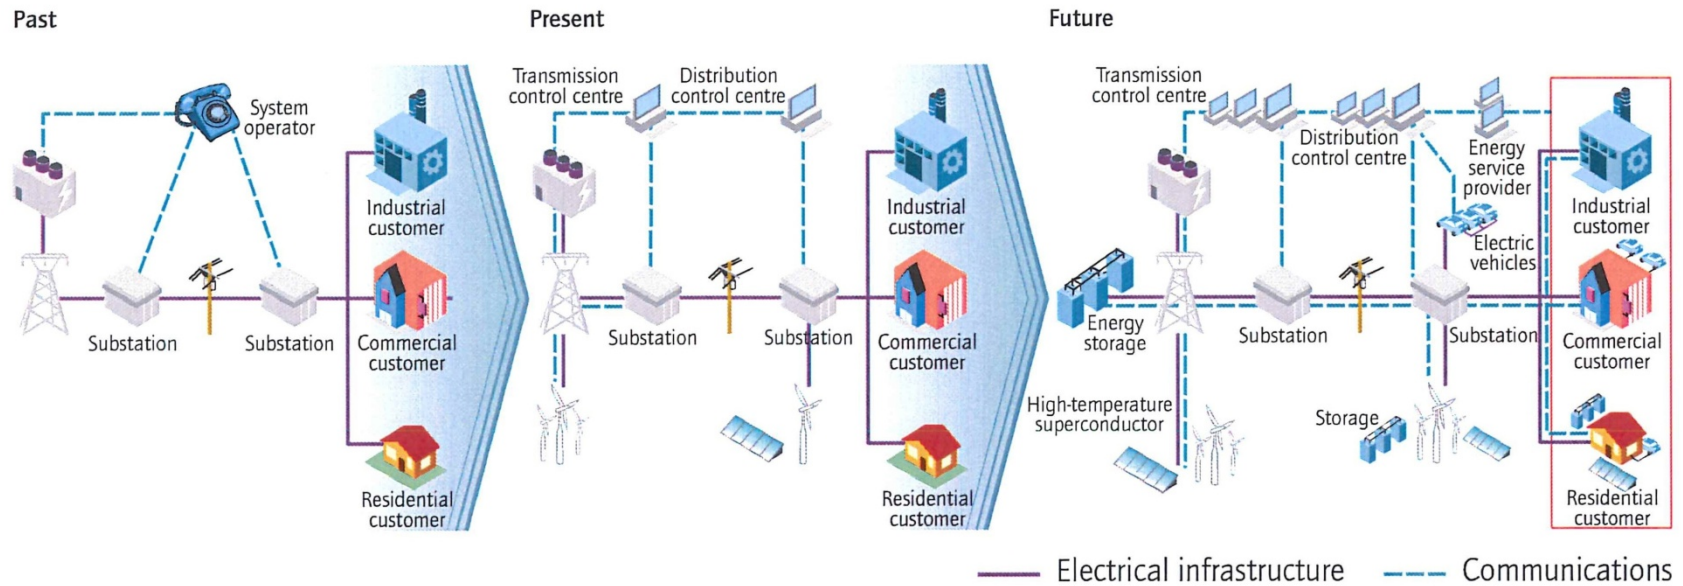 Past
System
operator
Substation
Substation
Industrial
customer
Commercial
customer
Residential
customer
Present
Transmission
control centre
Distribution
control centre
Substation
Substation
Industrial
customer
Commercial
customer
Residential
customer
Future
Transmission
control centre
Distribution
control centre
Energy
service
provider
Electric
vehicles
Energy
storage
Substation
Substation
High-temperature
superconductor
Storage
Industrial
customer
Commercial
customer
Residential
customer
Electrical infrastructure
Communications